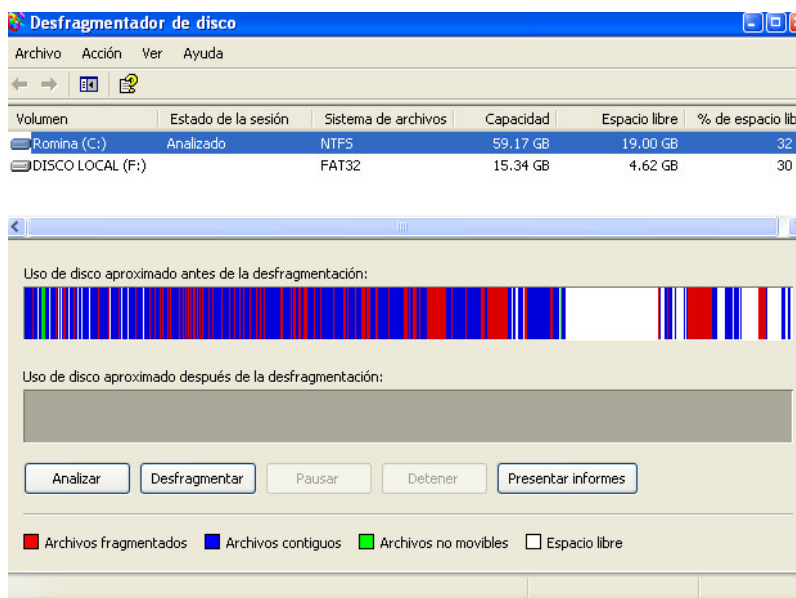 Desfragmentador de disco
Archivo Acción Ver Ayuda
Volumen Estado de la sesión Sistema de archivos Capacidad Espacio libre % de espacio lib
Romina (C:) Analizado NTFS 59.17 GB 19.00 GB 32
DISCO LOCAL (F:) FAT32 15.34 GB 4.62 GB 30
Uso de disco aproximado antes de la desfragmentación:
Uso de disco aproximado después de la desfragmentación:
Analizar Desfragmentar Pausar Detener Presentar informes
Archivos fragmentados Archivos contiguos Archivos no movibles Espacio libre